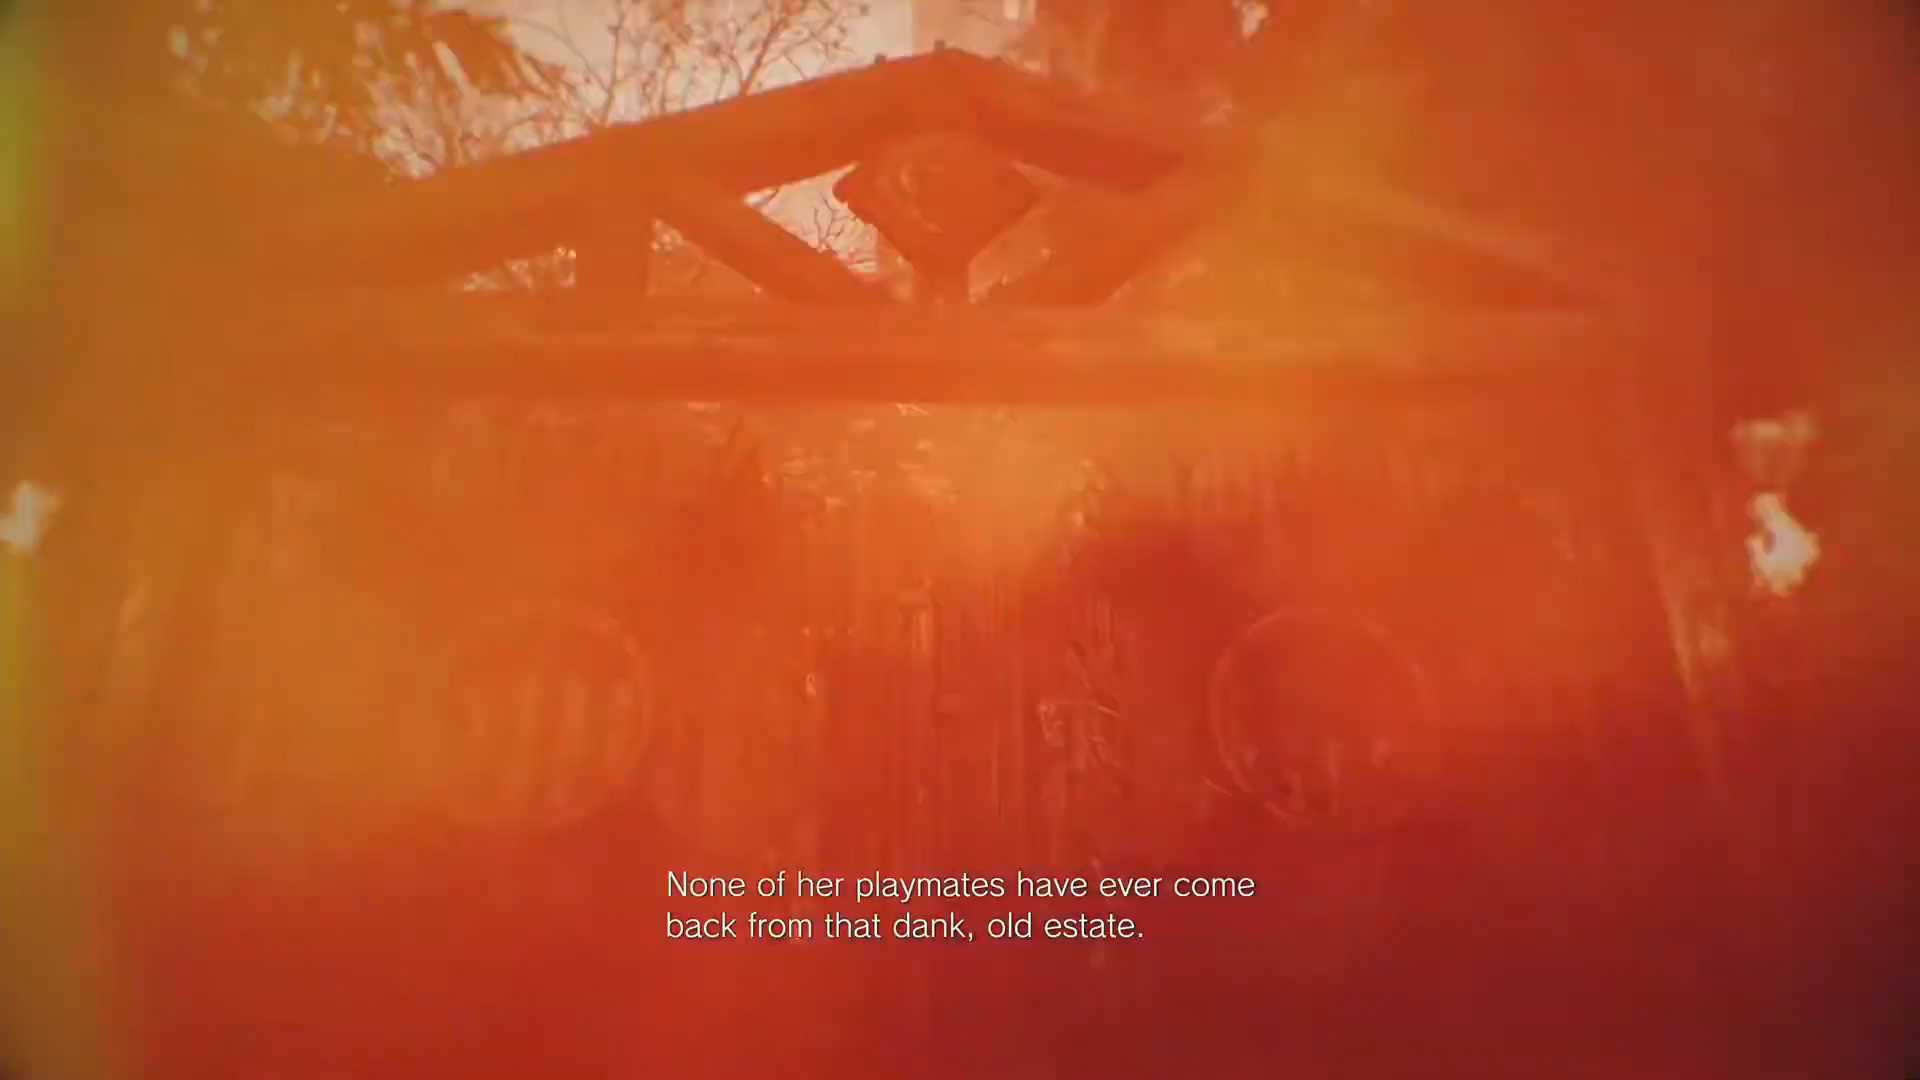 None of her playmates have ever come
back from that dank, old estate.